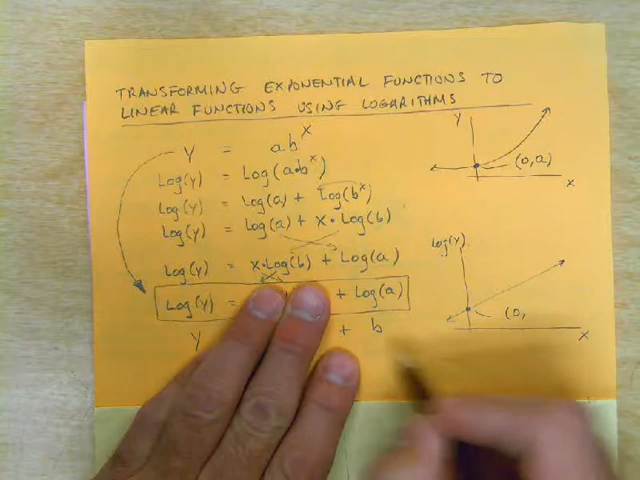 TRANSFORMING EXPONENTIAL FUNCTIONS TO
LINEAR FUNCTIONS USING LOGARITHMS
Y = ab^x
Log(y) = Log(a•b^x)
Log(y) = Log(a) + Log(b^x)
Log(y) = Log(a) + x•Log(b)
Log(y) = x•Log(b) + Log(a)
Log(y) = + Log(a)
Y + b
Y
(0,a)
X
Log(y)
(0,
X